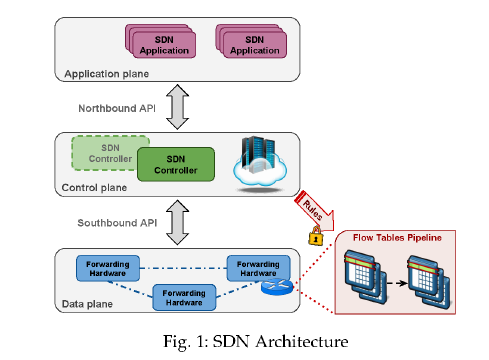 SDN
Application
SDN
Application
Application plane
Northbound API
SDN
Controller
SDN
Controller
Control plane
Rules
Southbound API
Flow Tables Pipeline
Forwarding
Hardware
Forwarding
Hardware
Forwarding
Hardware
Data plane
Fig. 1: SDN Architecture